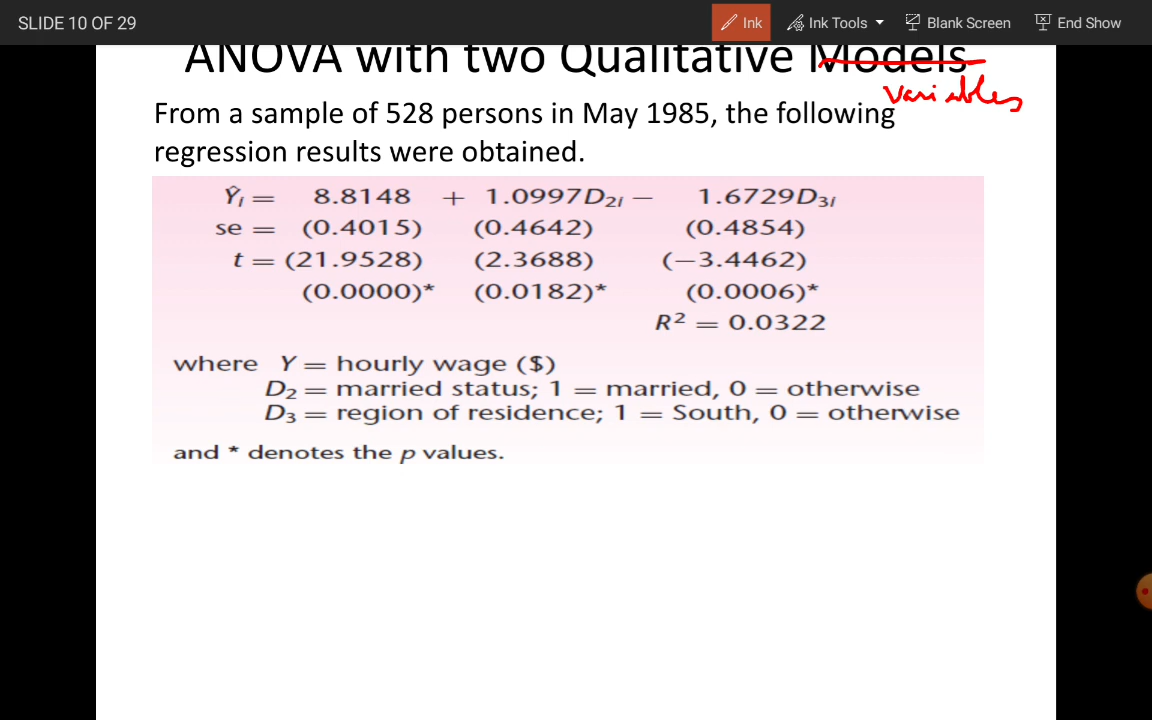 SLIDE 10 OF 29
Ink
Ink Tools
Blank Screen
End Show
ANOVA with two Qualitative Models
variables
From a sample of 528 persons in May 1985, the following
regression results were obtained.
Ŷᵢ = 8.8148 + 1.0997D₂ᵢ − 1.6729D₃ᵢ
se = (0.4015) (0.4642) (0.4854)
t = (21.9528) (2.3688) (−3.4462)
(0.0000)* (0.0182)* (0.0006)*
R² = 0.0322
where Y = hourly wage ($)
D₂ = married status; 1 = married, 0 = otherwise
D₃ = region of residence; 1 = South, 0 = otherwise
and * denotes the p values.